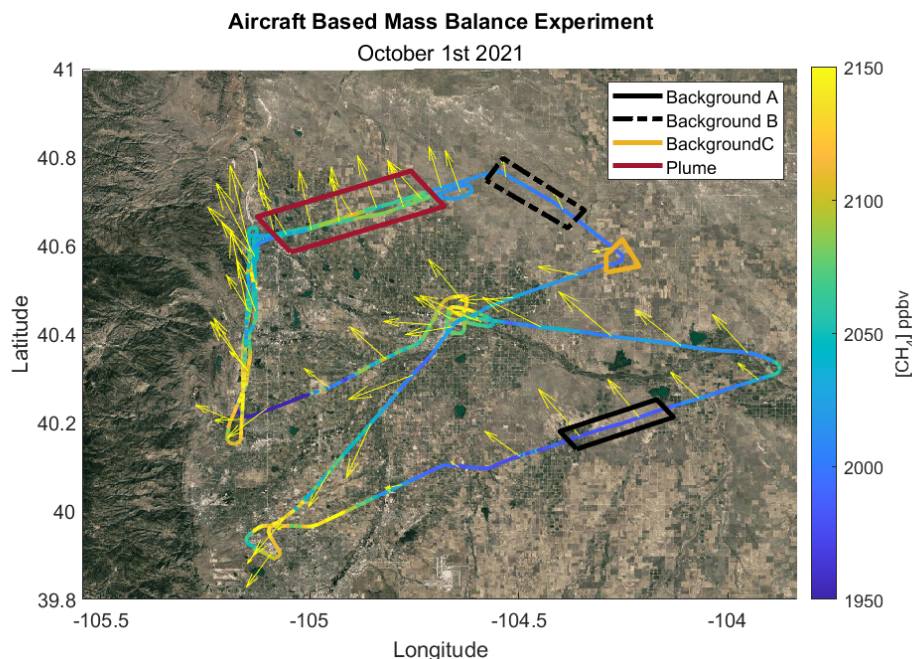 Aircraft Based Mass Balance Experiment
October 1st 2021
41
40.8
40.6
40.4
40.2
40
39.8
Latitude
-105.5
-105
-104.5
-104
Longitude
Background A
Background B
BackgroundC
Plume
2150
2100
2050
2000
1950
[CH4] ppbv